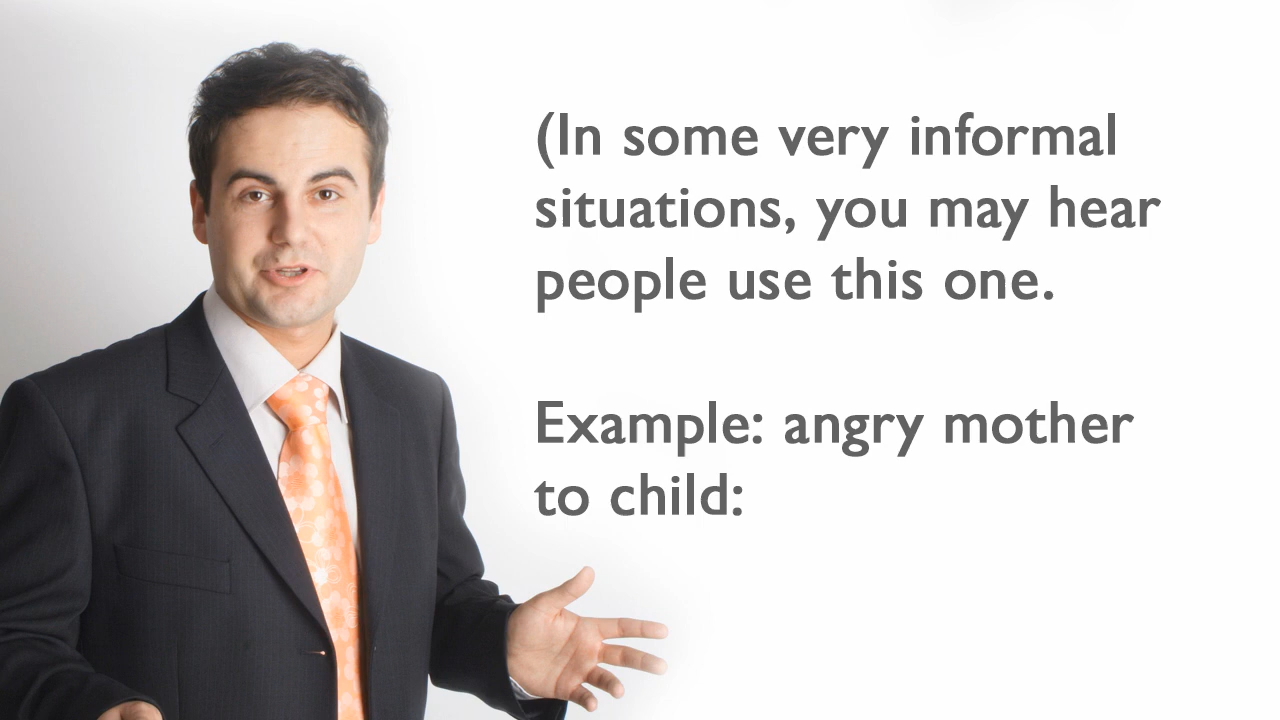 (In some very informal
situations, you may hear
people use this one.
Example: angry mother
to child: